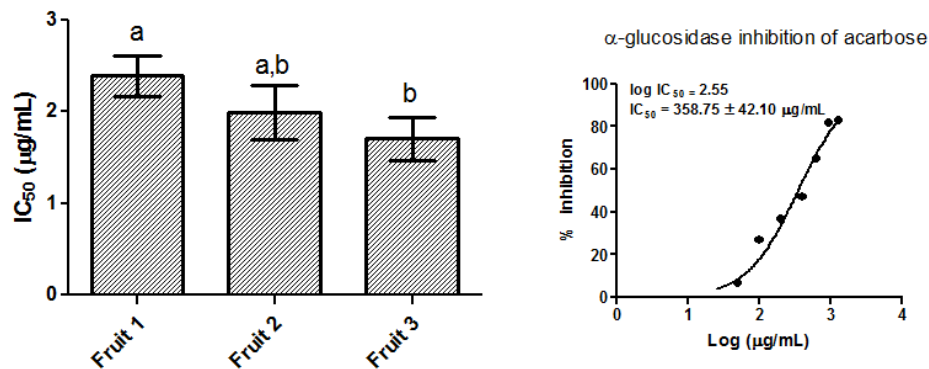 3
2
1
0
IC50 (μg/mL)
a
a,b
b
Fruit 1
Fruit 2
Fruit 3
α-glucosidase inhibition of acarbose
log IC50 = 2.55
IC50 = 358.75 ± 42.10 μg/mL
100
80
60
40
20
0
% Inhibition
0
1
2
3
4
Log (μg/mL)